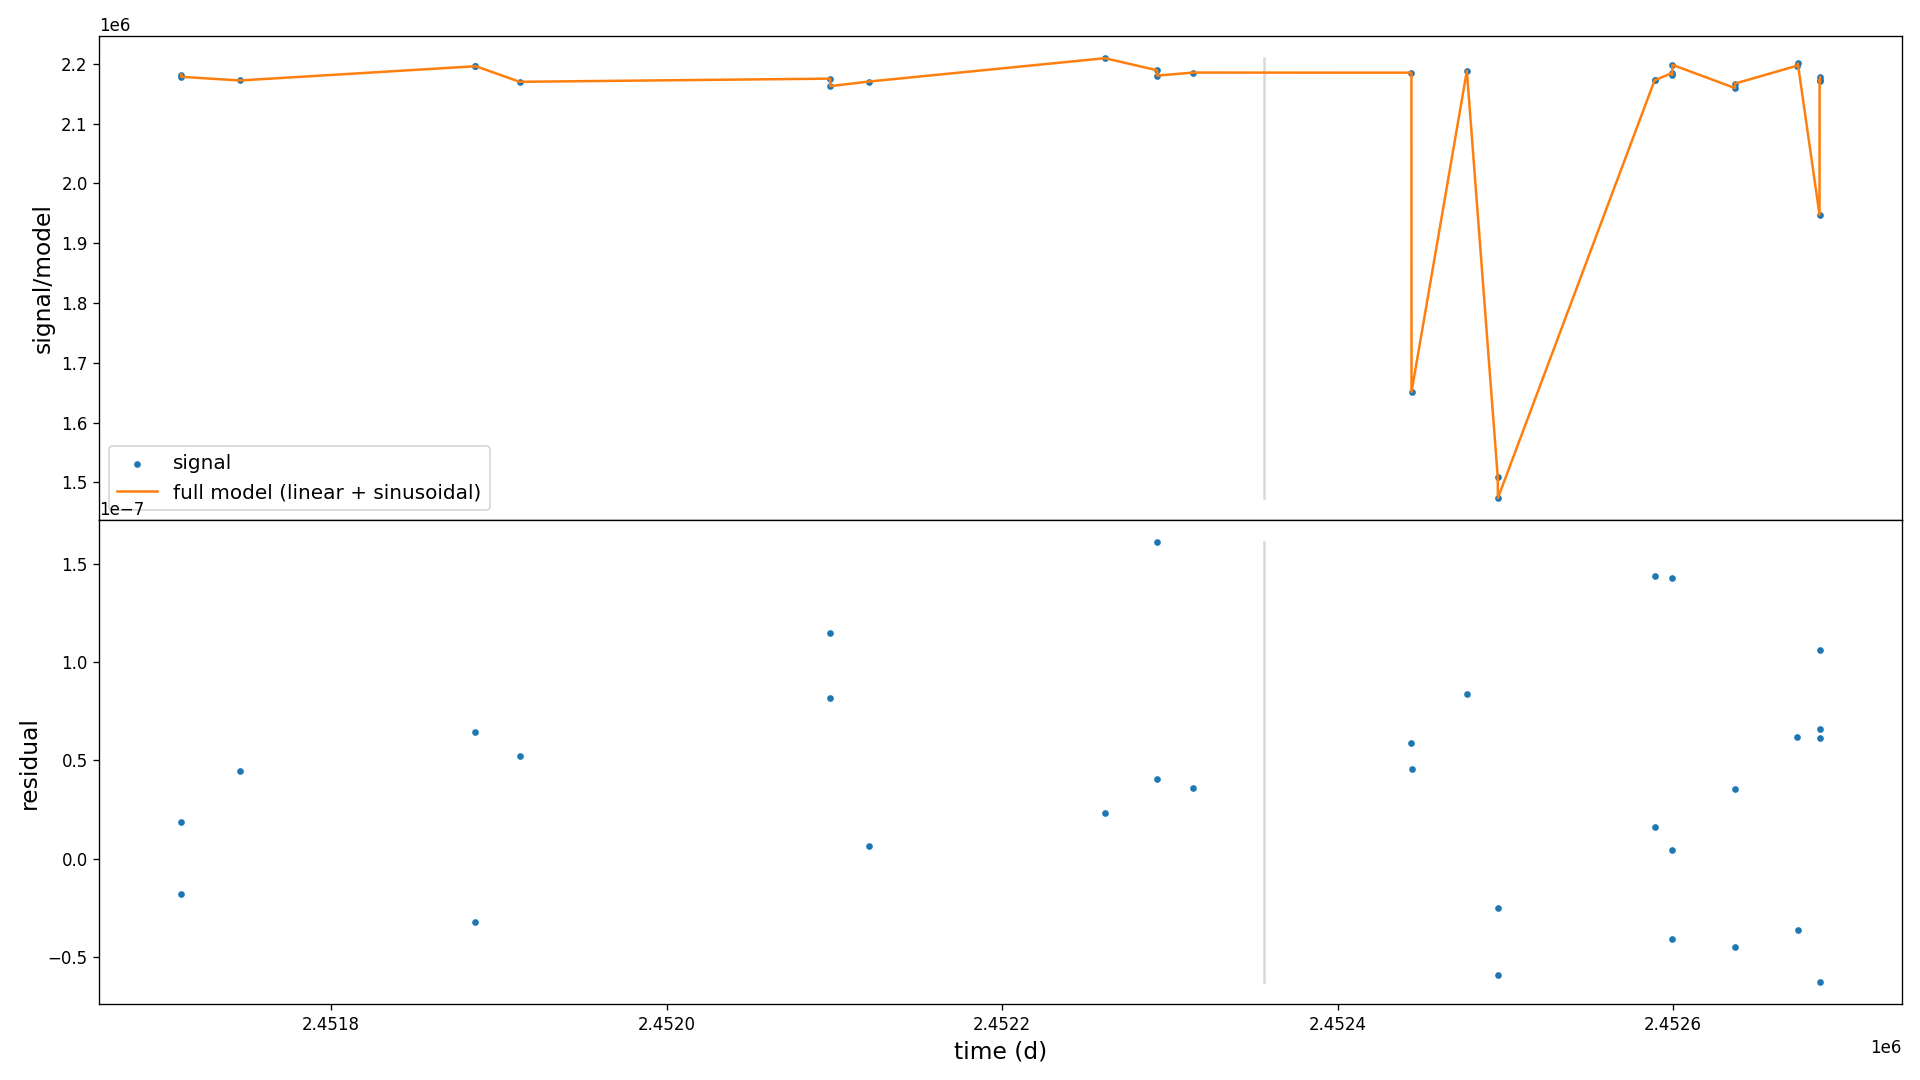 1e6
2.2
2.1
2.0
1.9
1.8
1.7
1.6
1.5
signal/model
signal
full model (linear + sinusoidal)
1e−7
1.5
1.0
0.5
0.0
−0.5
residual
2.4518
2.4520
2.4522
2.4524
2.4526
time (d)
1e6